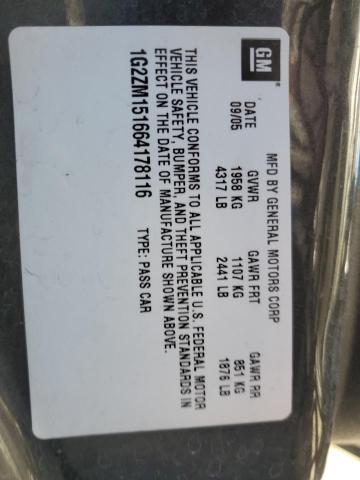 GM
MFD BY GENERAL MOTORS CORP
DATE GVWR GAWR FRT GAWR RR
09/05 1958 KG 1107 KG 851 KG
4317 LB 2441 LB 1876 LB
THIS VEHICLE CONFORMS TO ALL APPLICABLE U.S. FEDERAL MOTOR
VEHICLE SAFETY, BUMPER, AND THEFT PREVENTION STANDARDS IN
EFFECT ON THE DATE OF MANUFACTURE SHOWN ABOVE.
1G2ZM151664178116 TYPE: PASS CAR